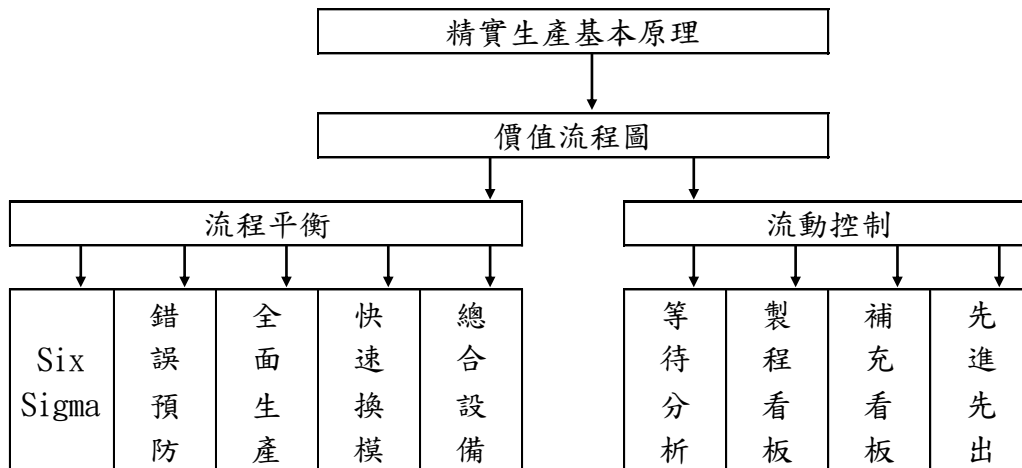 精實生產基本原理
價值流程圖
流程平衡
流動控制
Six
Sigma
錯誤預防
全面生產
快速換模
總合設備
等待分析
製程看板
補充看板
先進先出